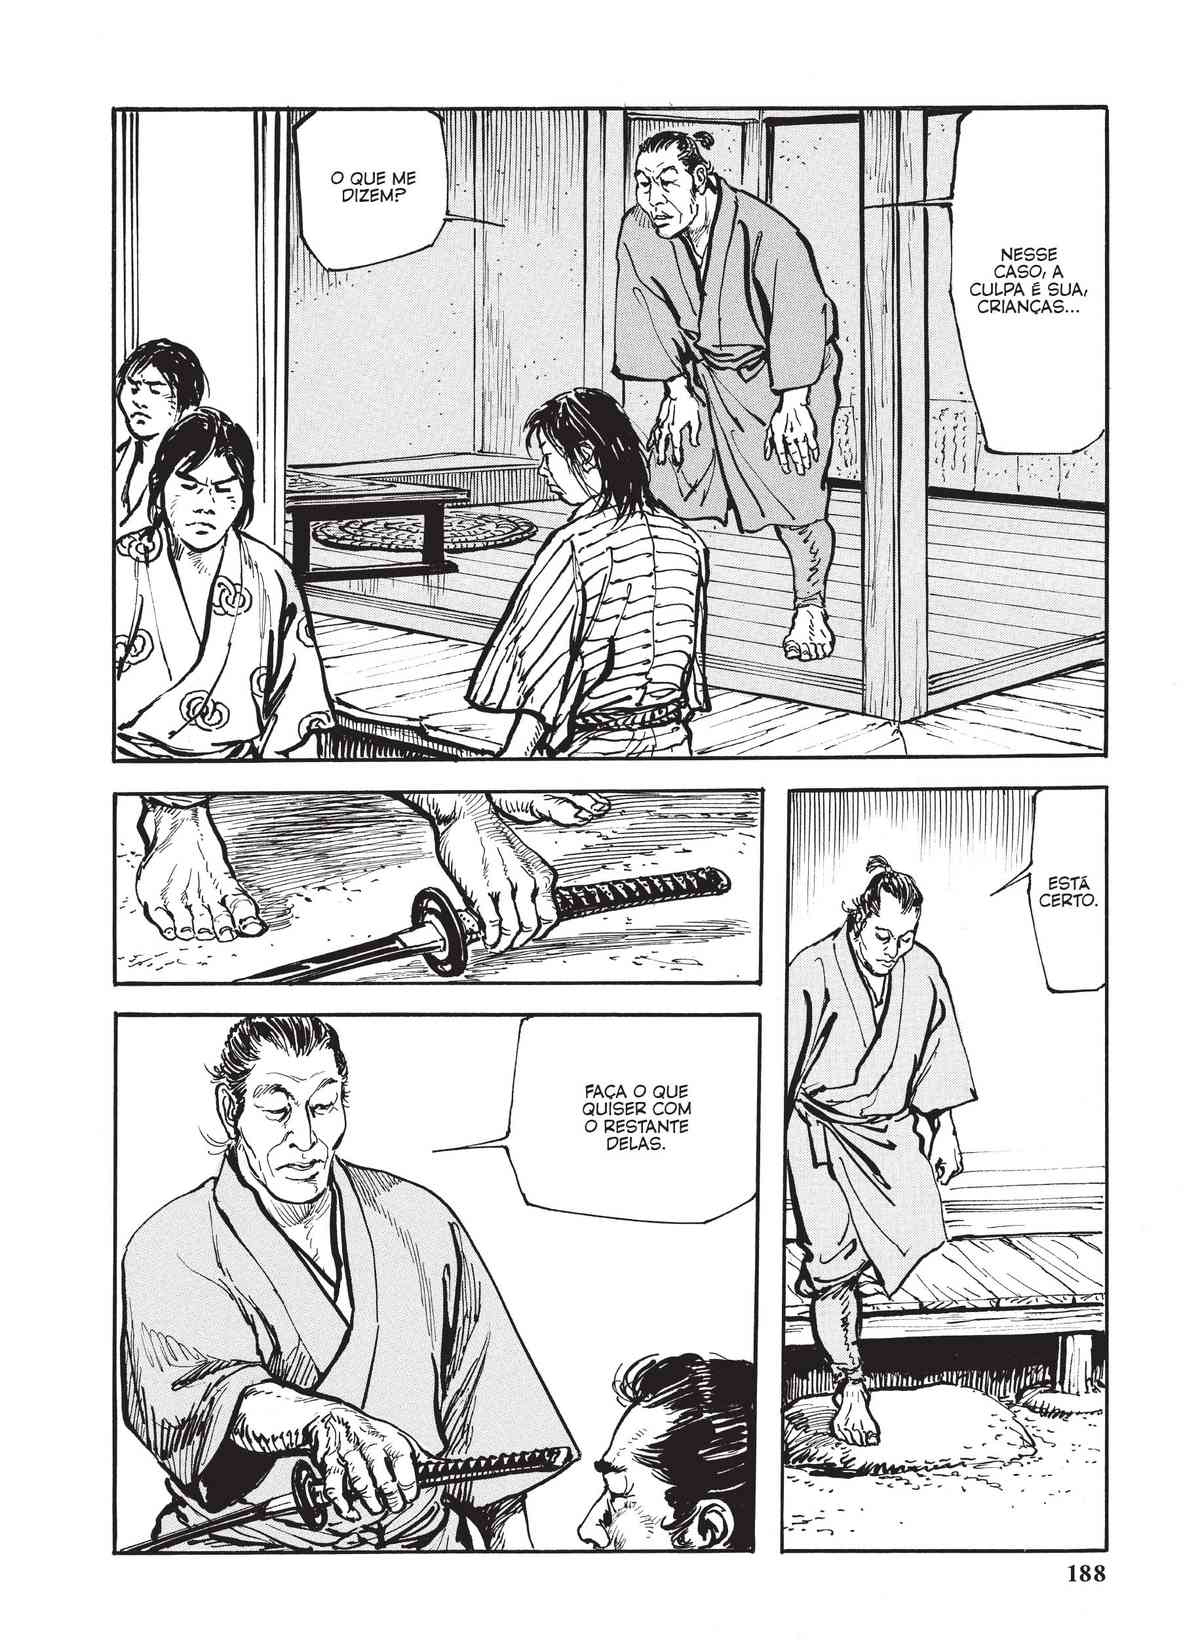 NESSE
CASO, A
CULPA É SUA,
CRIANÇAS...
O QUE ME
DIZEM?
ESTÁ
CERTO.
FAÇA O QUE
QUISER COM
O RESTANTE
DELAS.
188